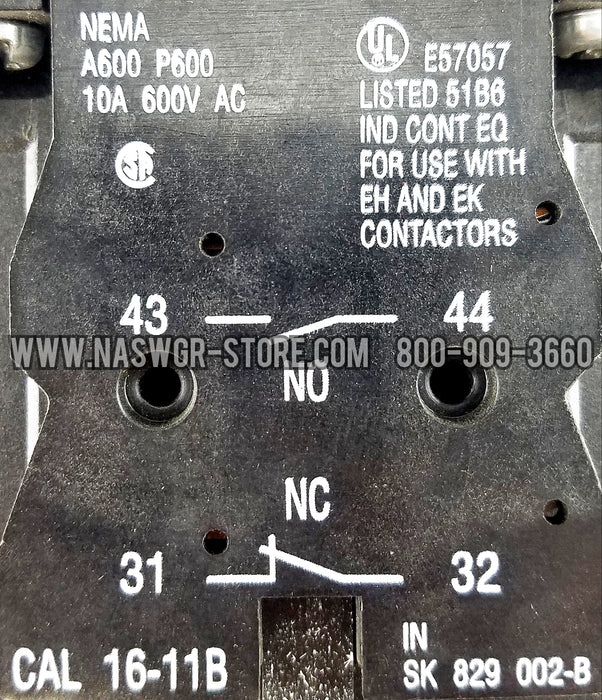 NEMA
A600 P600
10A 600V AC
UL
E57057
LISTED 51B6
IND CONT EQ
FOR USE WITH
EH AND EK
CONTACTORS
SA
43
44
WWW.NASWGR-STORE.COM 800-909-3660
NO
NC
31
32
CAL 16-11B
IN
SK 829 002-B